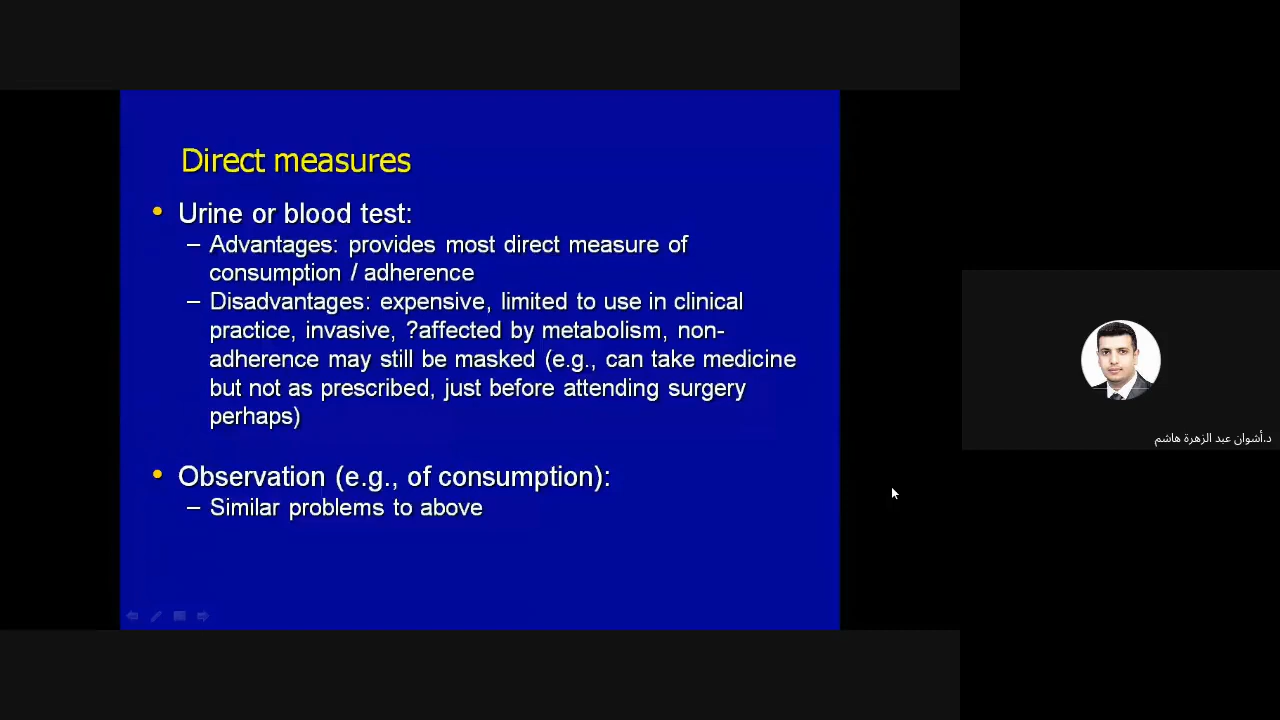 Direct measures
• Urine or blood test:
– Advantages: provides most direct measure of
consumption / adherence
– Disadvantages: expensive, limited to use in clinical
practice, invasive, ?affected by metabolism, non-
adherence may still be masked (e.g., can take medicine
but not as prescribed, just before attending surgery
perhaps)
• Observation (e.g., of consumption):
– Similar problems to above
د.أشوان عبد الزهرة هاشم